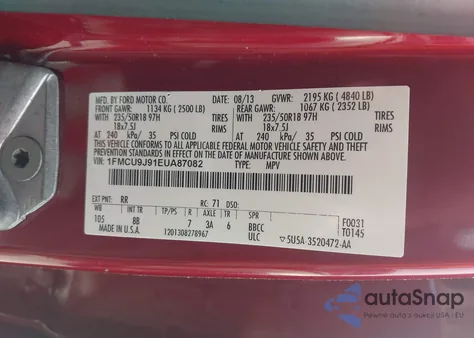 MFD. BY FORD MOTOR CO.
DATE: 08/13 GVWR: 2195 KG ( 4840 LB)
FRONT GAWR: 1134 KG ( 2500 LB) REAR GAWR: 1067 KG ( 2352 LB)
WITH 235/50R18 97H TIRES WITH 235/50R18 97H TIRES
18x7.5J RIMS 18x7.5J RIMS
AT 240 kPa/ 35 PSI COLD AT 240 kPa/ 35 PSI COLD
THIS VEHICLE CONFORMS TO ALL APPLICABLE FEDERAL MOTOR VEHICLE SAFETY AND THEFT PREVENTION STANDARDS IN EFFECT ON THE DATE OF MANUFACTURE SHOWN ABOVE.
VIN: 1FMCU9J91EUA87082 TYPE: MPV
EXT PNT: RR RC: 71 DSO: F0031
WB INT TR TP/PS R AXLE TR SPR T0145
105 BB 7 3A 6 BBCC
MADE IN U.S.A. 1201308278967 ULC 5U5A-3520472-AA
autoSnap
Pewne auta z USA i EU